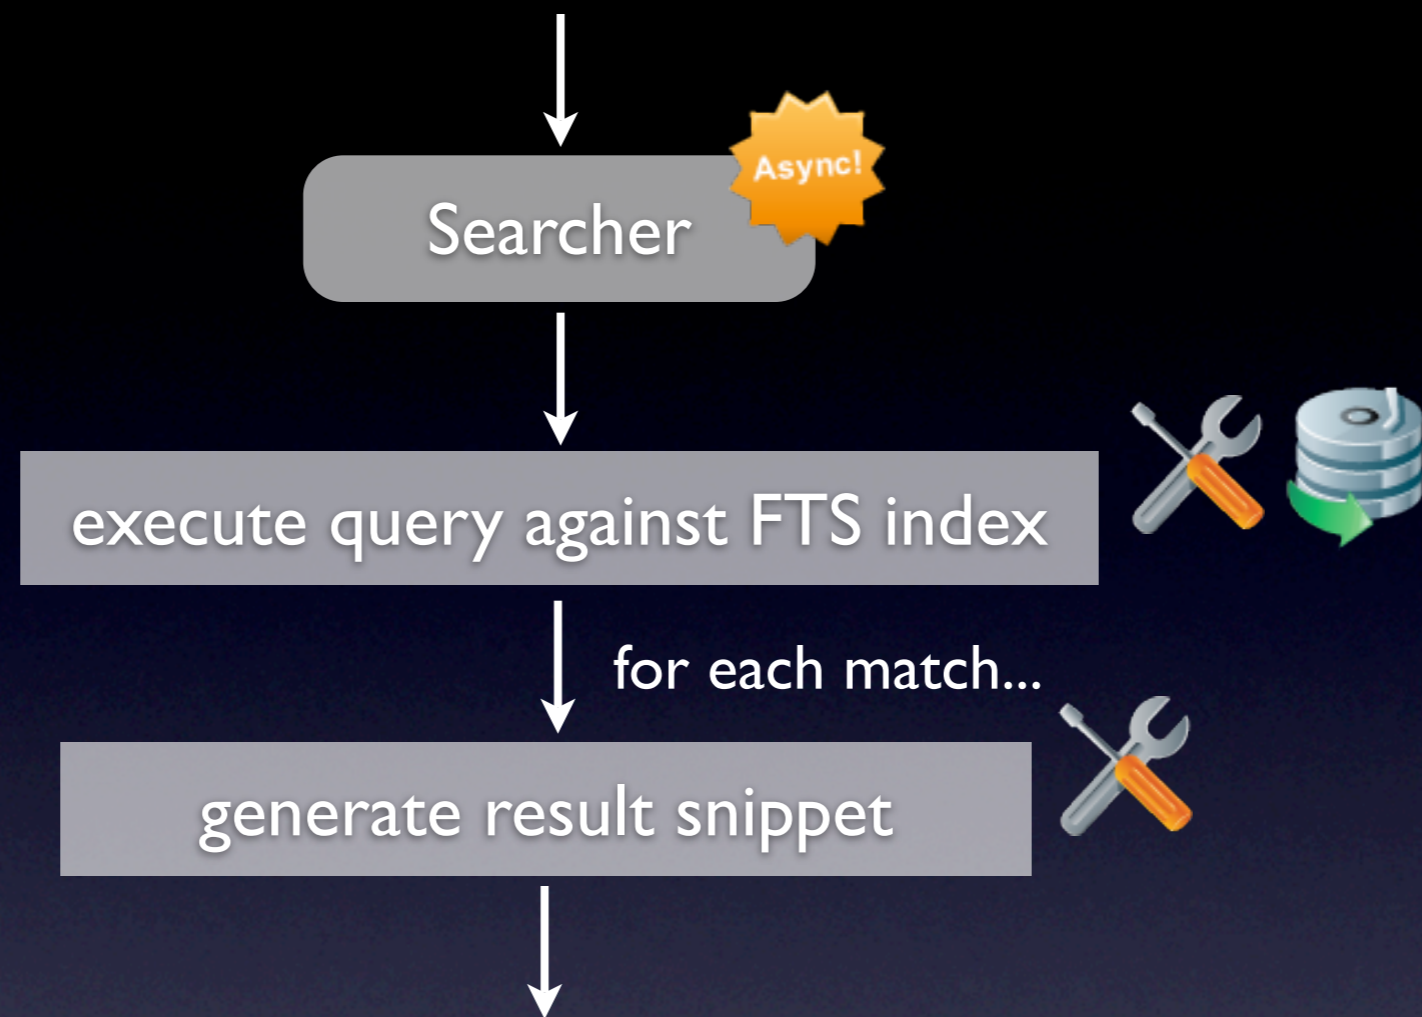 Async!
Searcher
execute query against FTS index
for each match...
generate result snippet